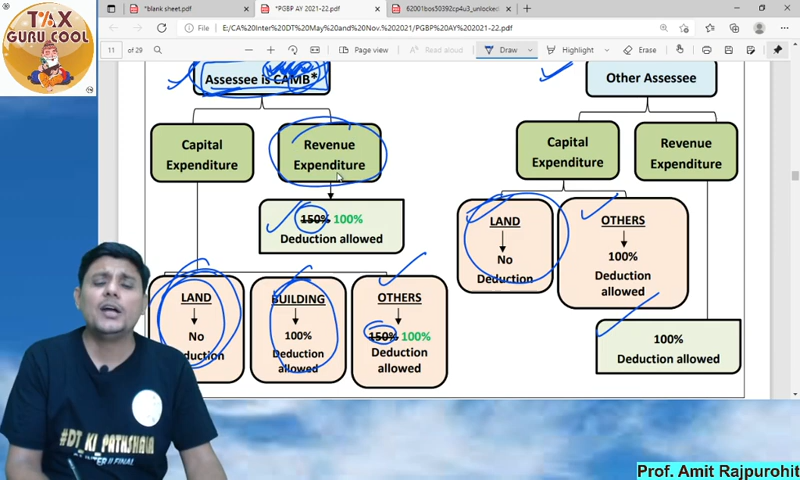 TAX
GURU COOL
*blank sheet.pdf
*PGBP AY 2021-22.pdf
62001bos50392cp4u3_unlocked
E:/CA%20Inter%20DT%20May%20and%20Nov.%202021/PGBP%20AY%202021-22.pdf
11 of 29
Page view
Read aloud
Draw
Highlight
Erase
Assessee is CAMB*
Other Assessee
Capital
Expenditure
Revenue
Expenditure
Capital
Expenditure
Revenue
Expenditure
150% 100%
Deduction allowed
LAND
No
Deduction
OTHERS
100%
Deduction
allowed
LAND
No
duction
BUILDING
100%
Deduction
allowed
OTHERS
150% 100%
Deduction
allowed
100%
Deduction allowed
#DT KI PATHSHALA
INTER II FINAL
Prof. Amit Rajpurohit